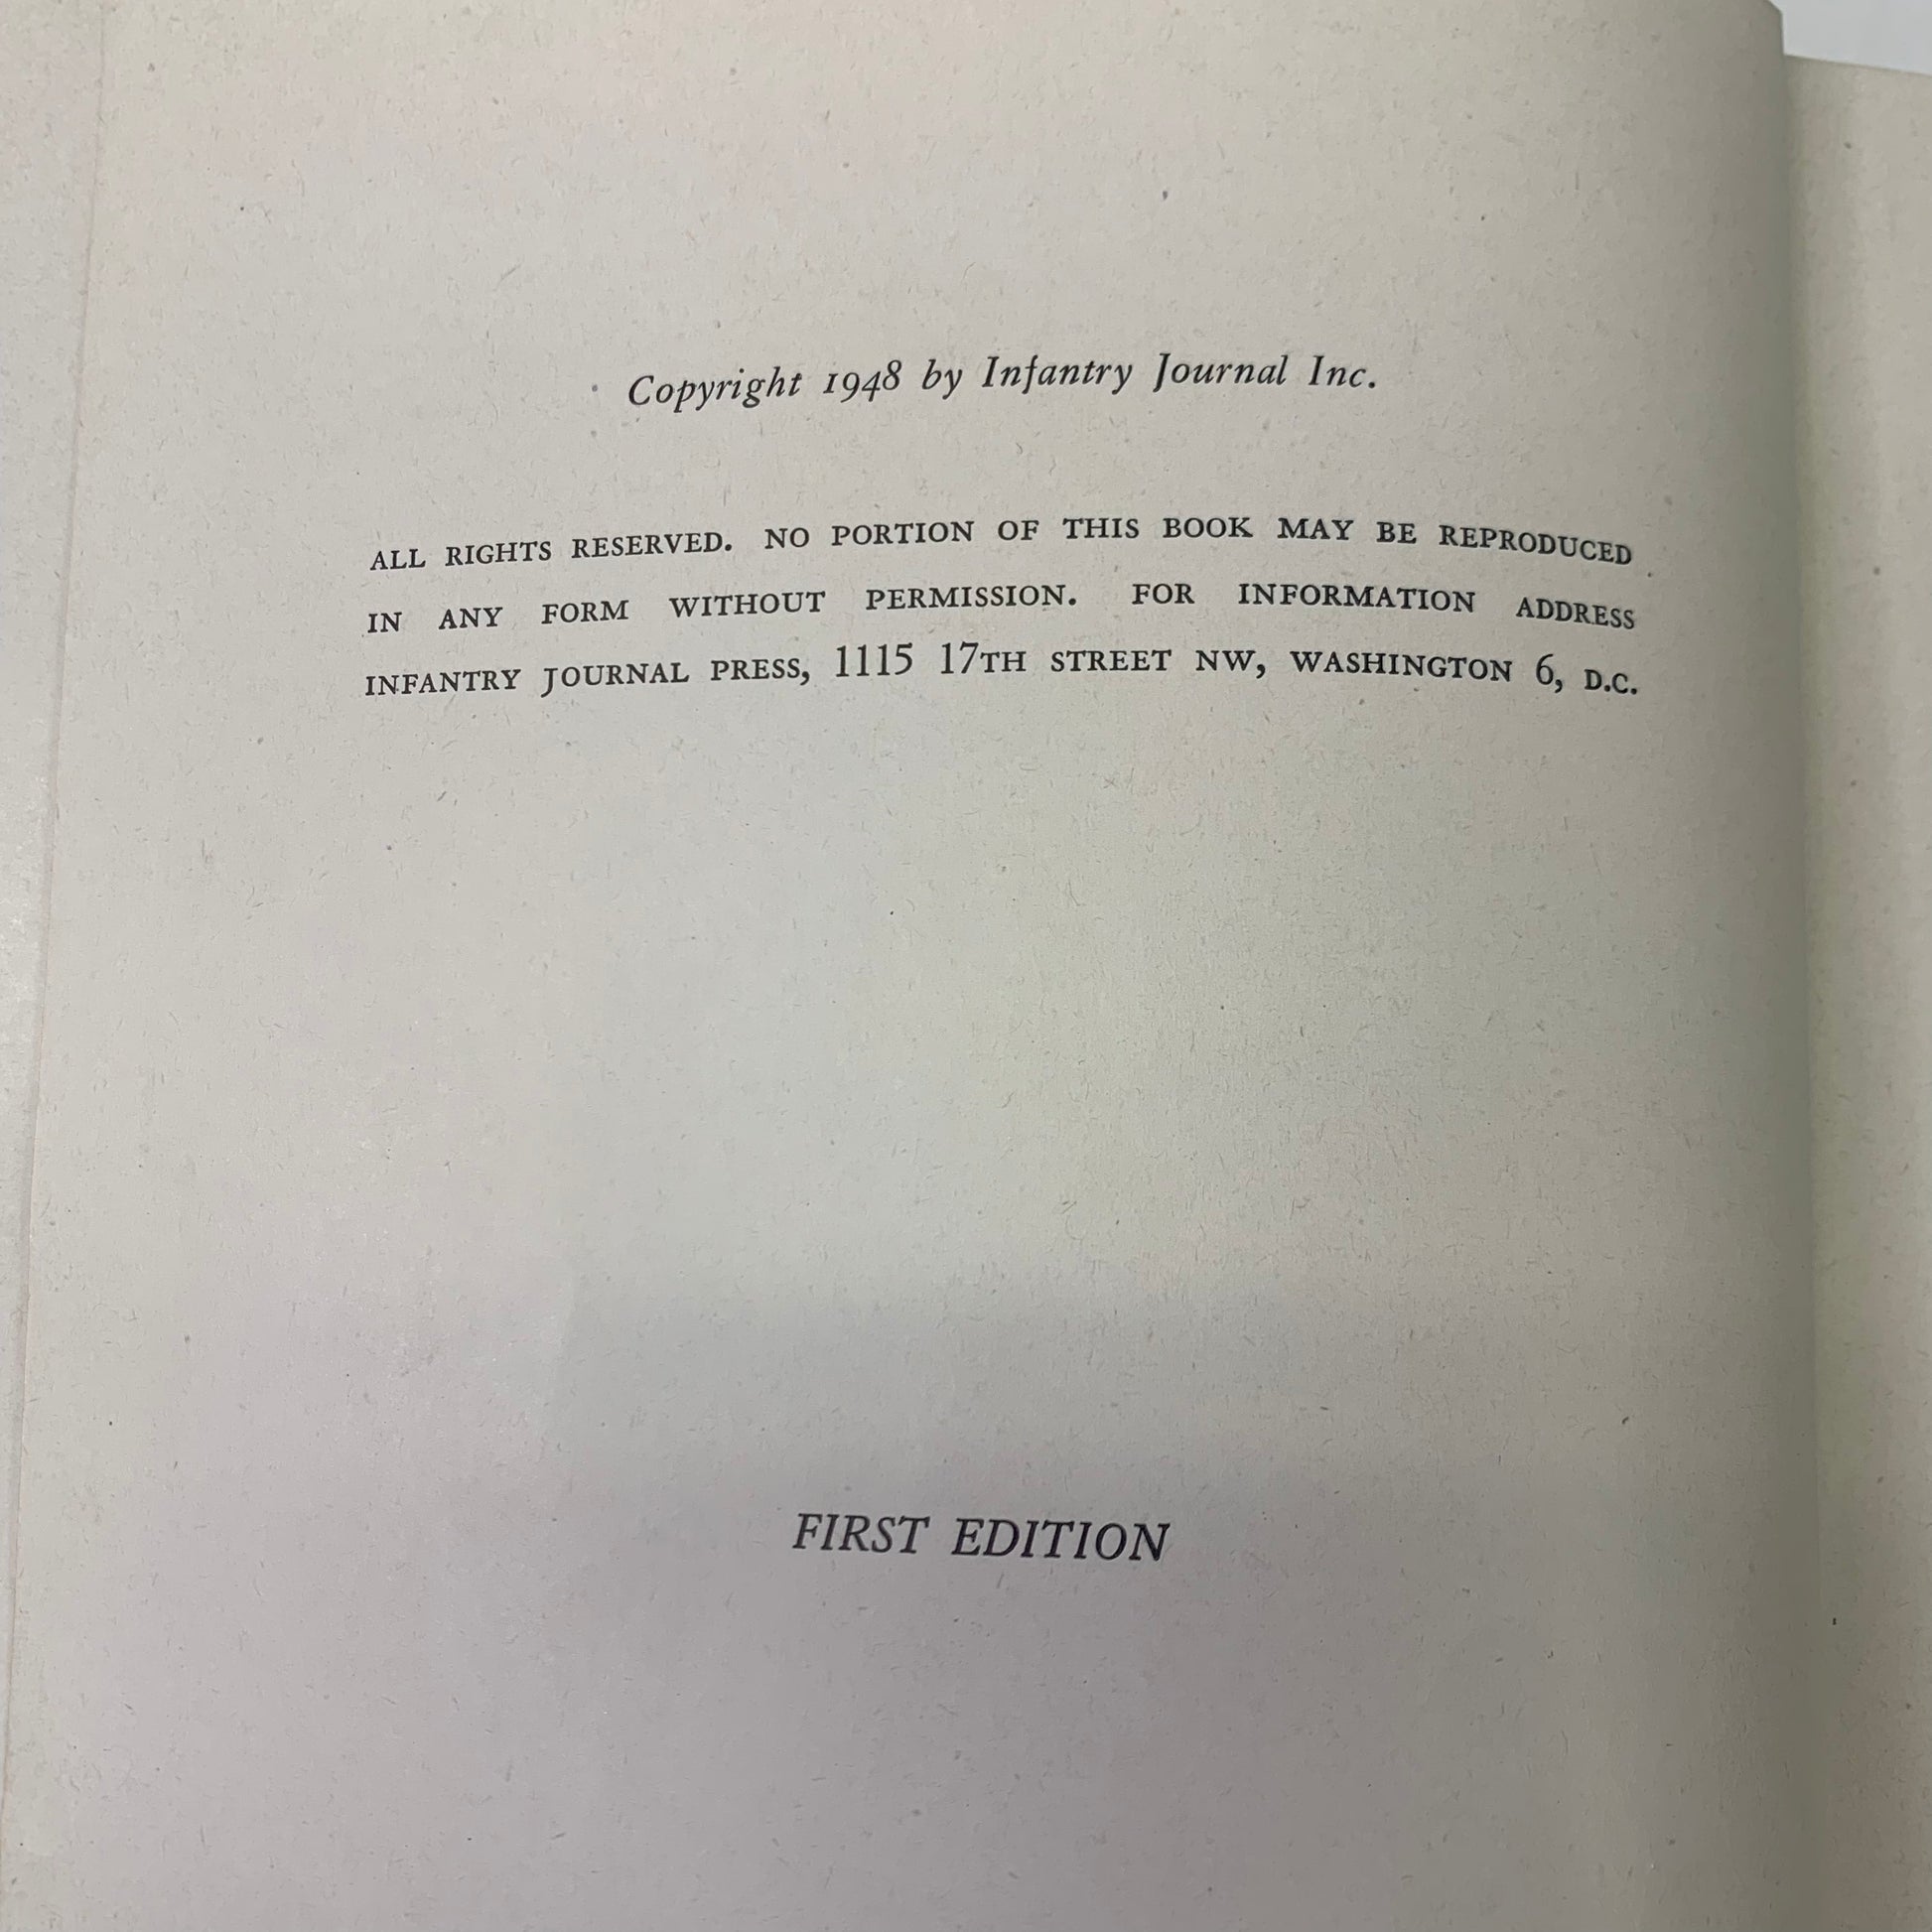 Copyright 1948 by Infantry Journal Inc.
ALL RIGHTS RESERVED. NO PORTION OF THIS BOOK MAY BE REPRODUCED
IN ANY FORM WITHOUT PERMISSION. FOR INFORMATION ADDRESS
INFANTRY JOURNAL PRESS, 1115 17TH STREET NW, WASHINGTON 6, D.C.
FIRST EDITION